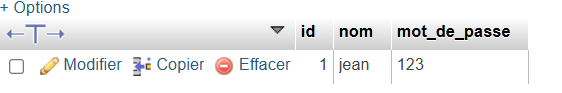 + Options
id nom mot_de_passe
Modifier Copier Effacer 1 jean 123